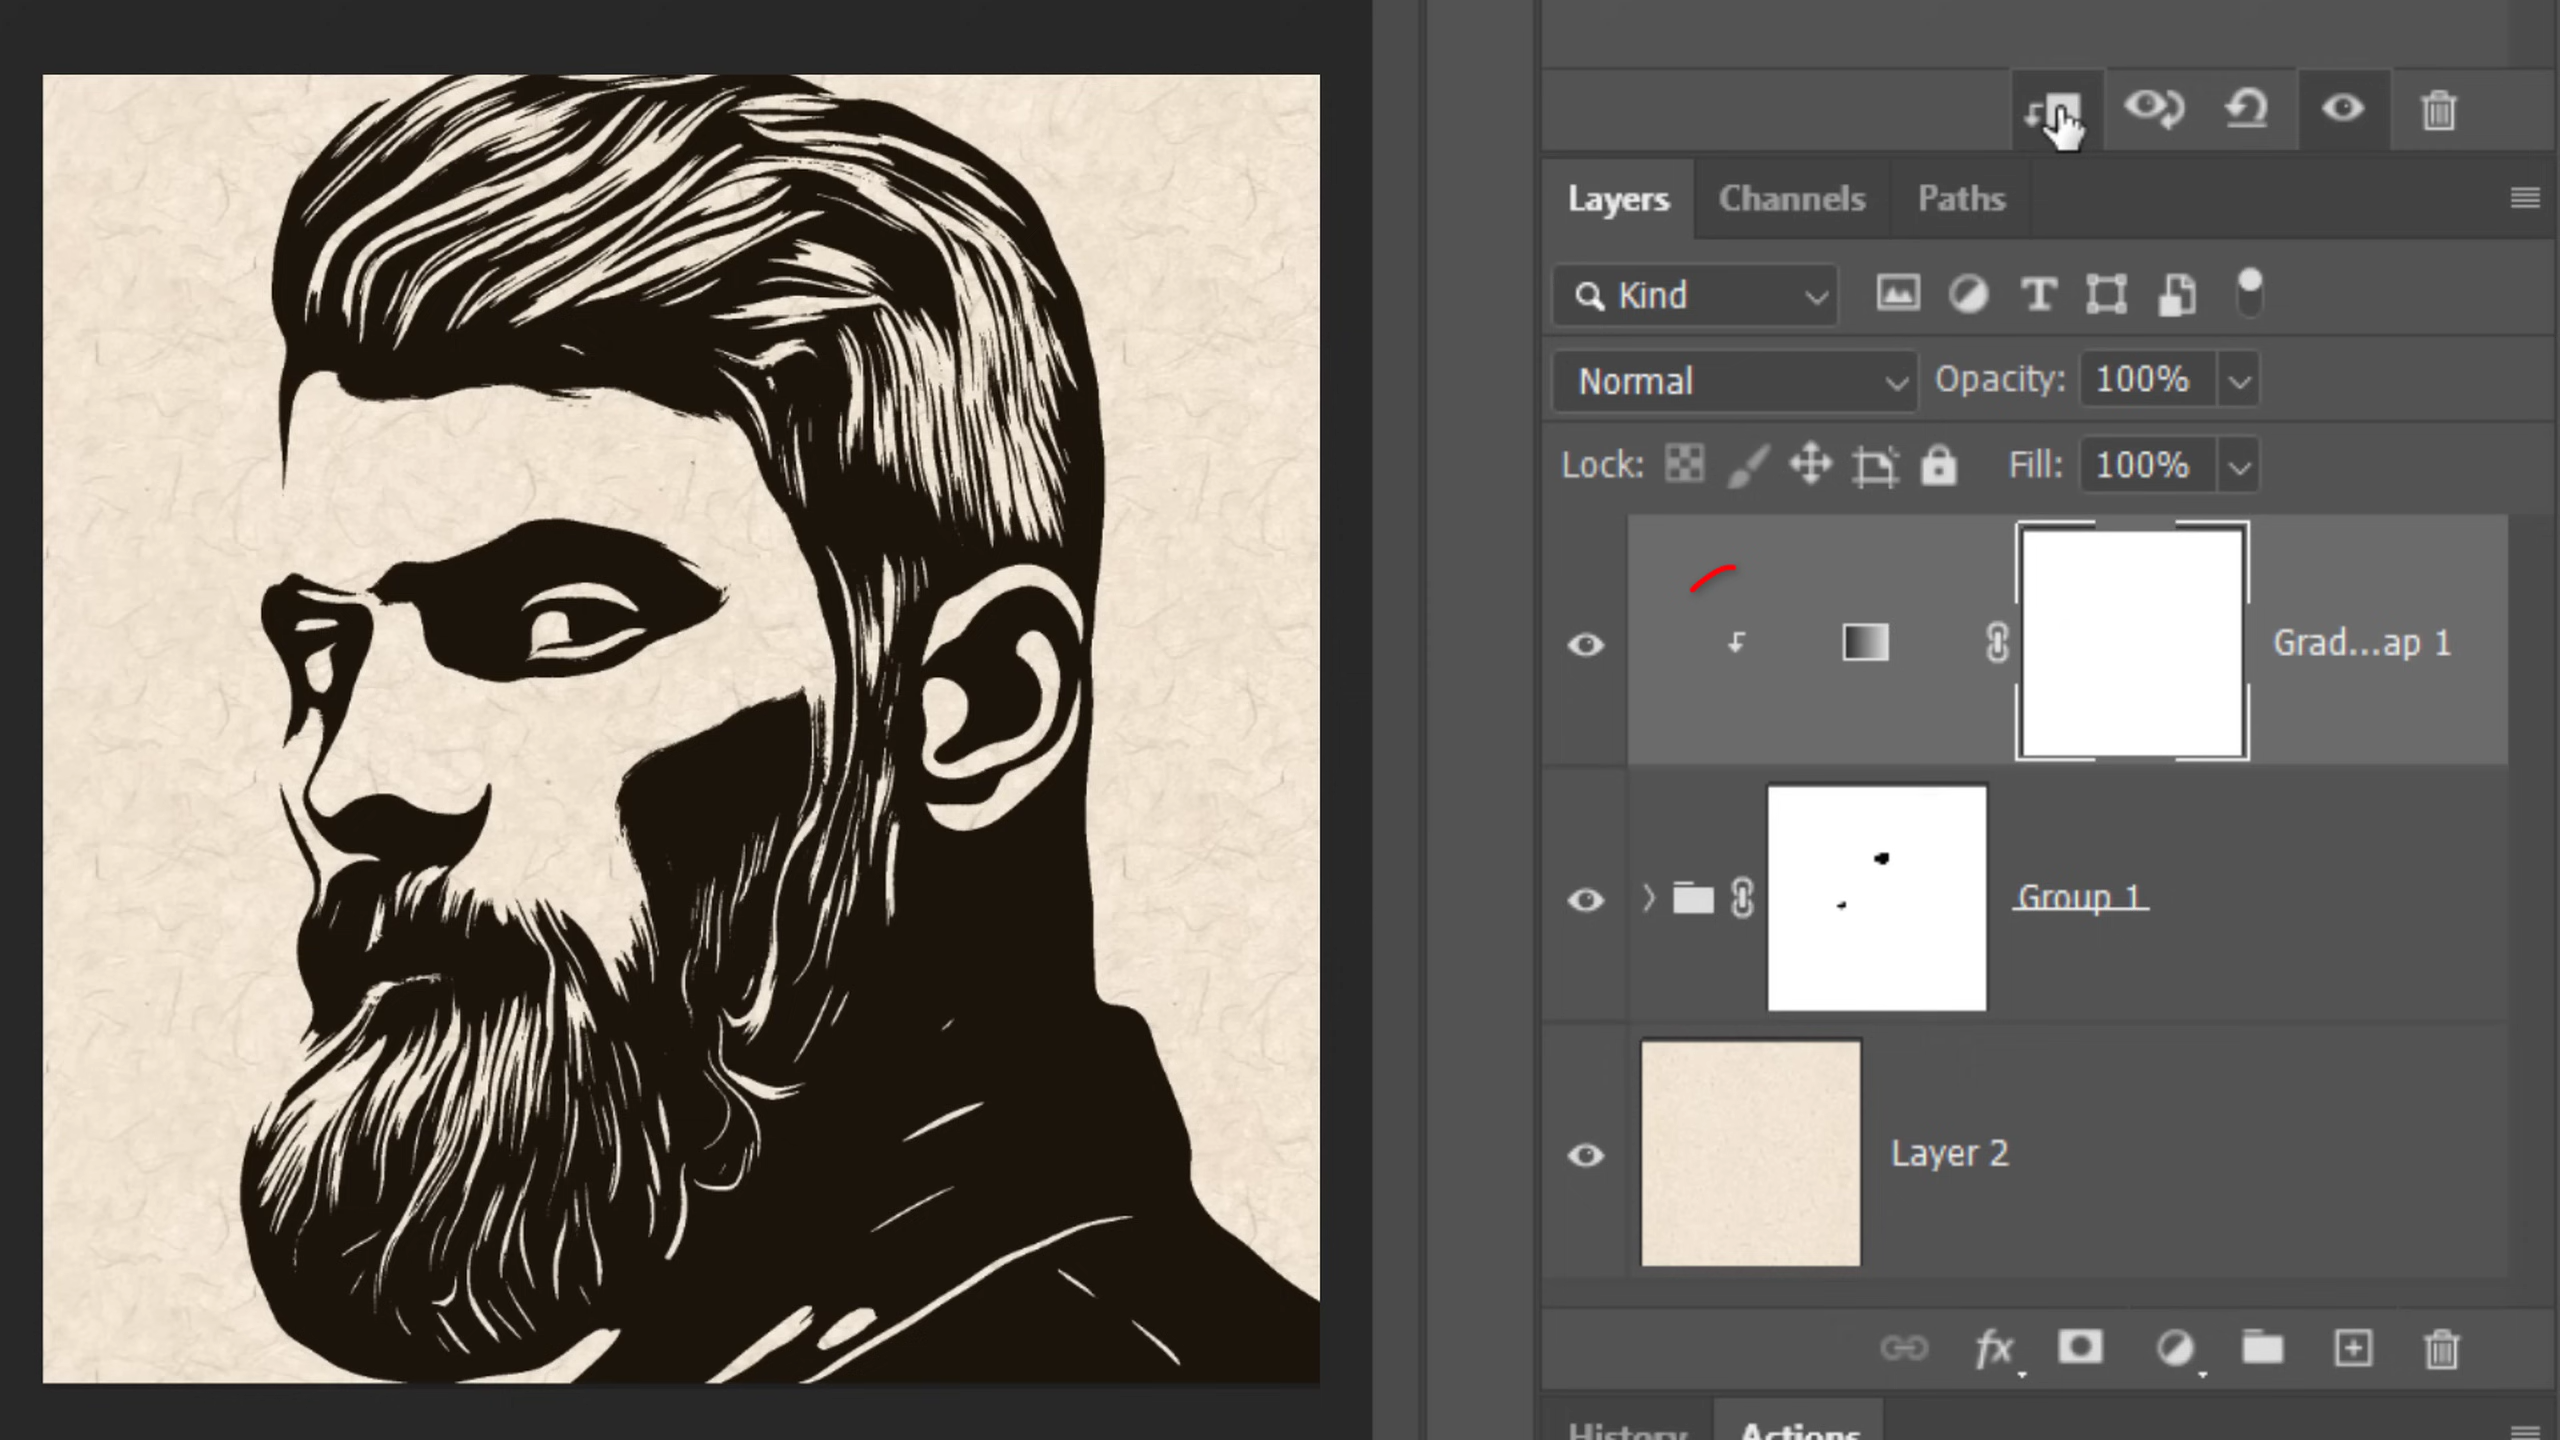 Layers Channels Paths
Kind
Normal Opacity: 100%
Lock: Fill: 100%
Grad...ap 1
Group 1
Layer 2
fx
History Actions